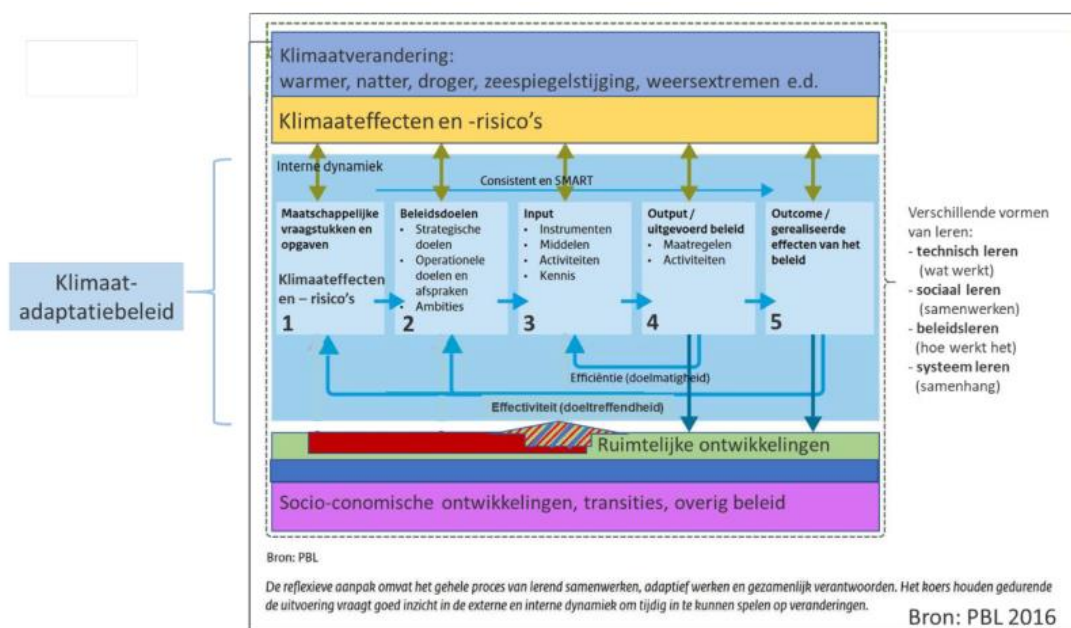 Klimaatverandering:
warmer, natter, droger, zeespiegelstijging, weersextremen e.d.
Klimaateffecten en -risico's
Interne dynamiek
Consistent en SMART
Maatschappelijke
vraagstukken en
opgaven
Klimaateffecten
en – risico's
1
Beleidsdoelen
• Strategische
doelen
• Operationele
doelen en
afspraken
• Ambities
2
Input
• Instrumenten
• Middelen
• Activiteiten
• Kennis
3
Output /
uitgevoerd beleid
• Maatregelen
• Activiteiten
4
Outcome /
gerealiseerde
effecten van het
beleid
5
Efficiëntie (doelmatigheid)
Effectiviteit (doeltreffendheid)
Klimaat-
adaptatiebeleid
Verschillende vormen
van leren:
- technisch leren
(wat werkt)
- sociaal leren
(samenwerken)
- beleidsleren
(hoe werkt het)
- systeem leren
(samenhang)
Ruimtelijke ontwikkelingen
Socio-conomische ontwikkelingen, transities, overig beleid
Bron: PBL
De reflexieve aanpak omvat het gehele proces van lerend samenwerken, adaptief werken en gezamenlijk verantwoorden. Het koers houden gedurende
de uitvoering vraagt goed inzicht in de externe en interne dynamiek om tijdig in te kunnen spelen op veranderingen.
Bron: PBL 2016